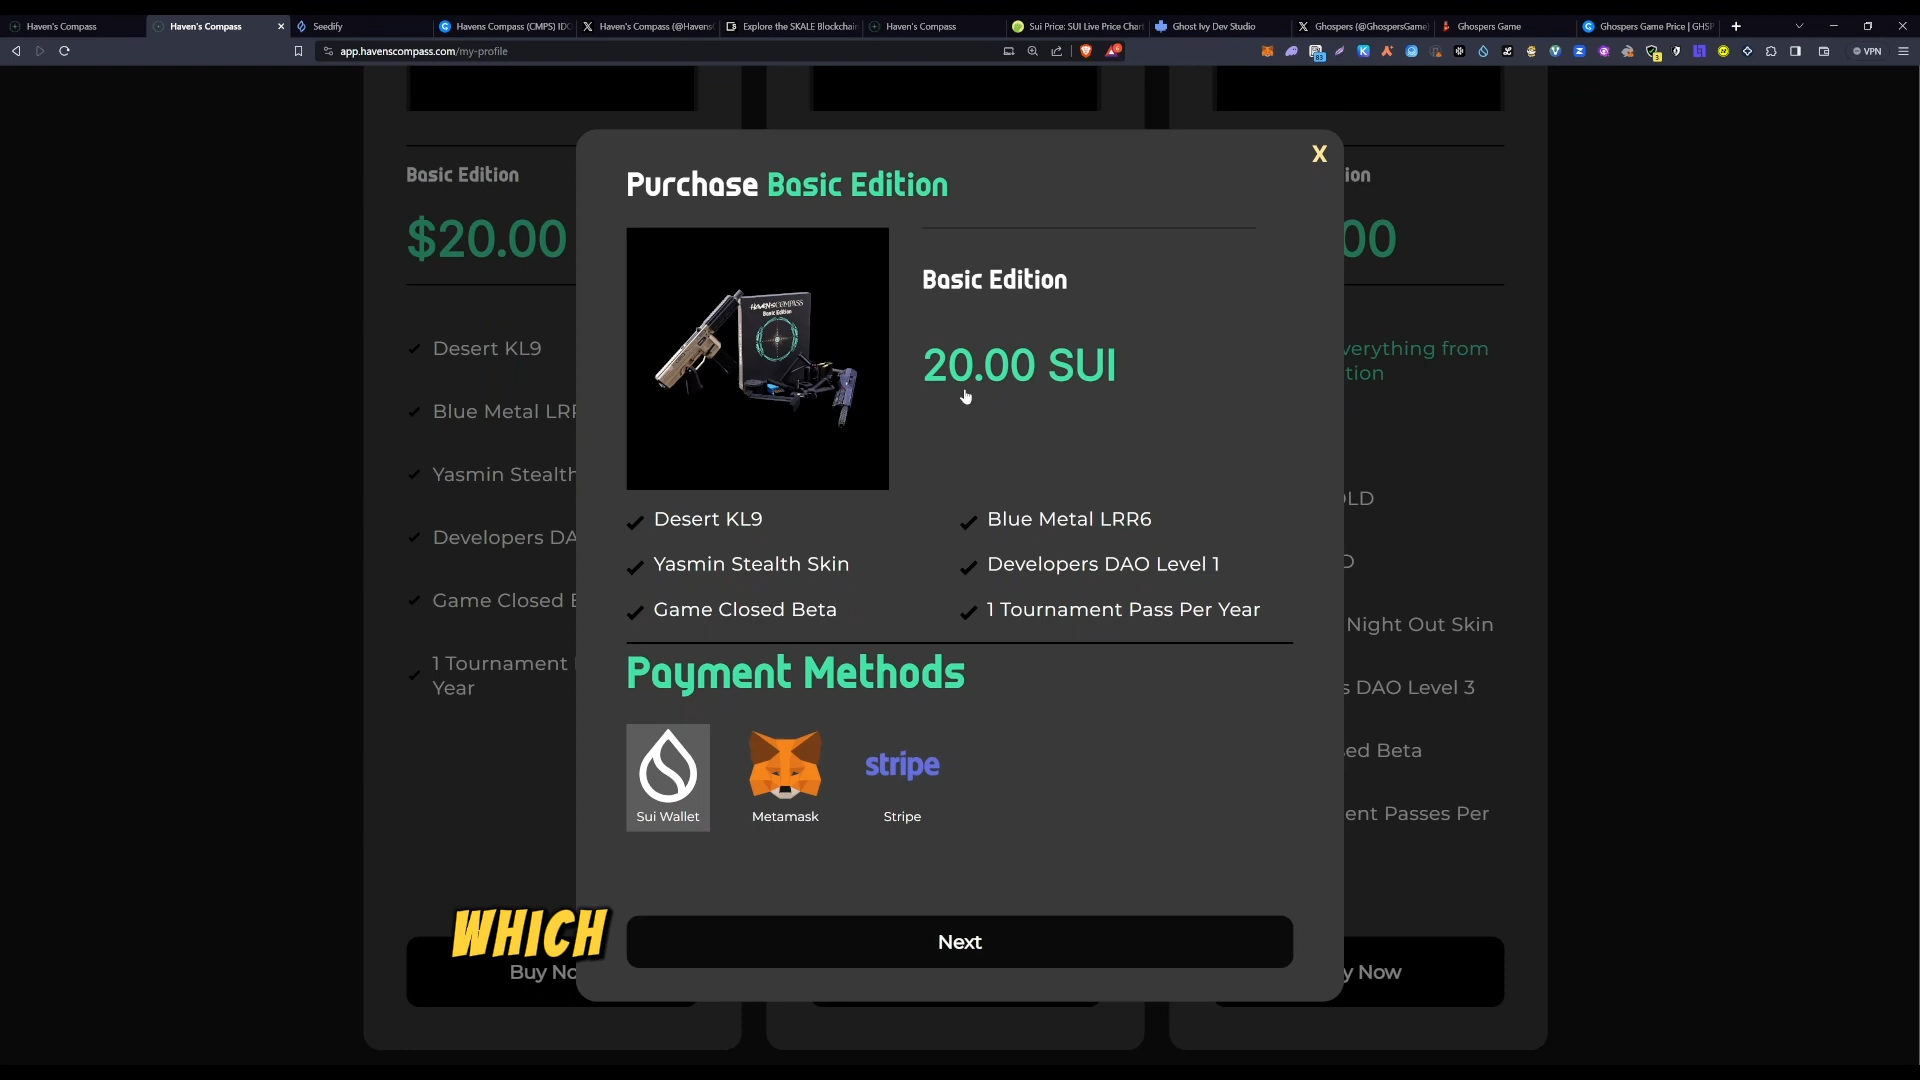 Haven's Compass
Haven's Compass
Seedify
Havens Compass (CMPS) IDO
Haven's Compass (@Havens
Explore the SKALE Blockchain
Haven's Compass
Sui Price: SUI Live Price Char
Ghost Ivy Dev Studio
Ghospers (@GhospersGame)
Ghospers Game
Ghospers Game Price | GHSP
app.havenscompass.com/my-profile
VPN
Basic Edition
$20.00
Desert KL9
Blue Metal LRR
Yasmin Stealth
Developers DA
Game Closed B
1 Tournament
Year
Buy No
Purchase Basic Edition
X
HAVENSCOMPASS
Basic Edition
Basic Edition
20.00 SUI
Desert KL9
Blue Metal LRR6
Yasmin Stealth Skin
Developers DAO Level 1
Game Closed Beta
1 Tournament Pass Per Year
Payment Methods
Sui Wallet
Metamask
stripe
Stripe
Next
WHICH
ion
00
verything from
tion
LD
D
Night Out Skin
s DAO Level 3
ed Beta
ent Passes Per
y Now